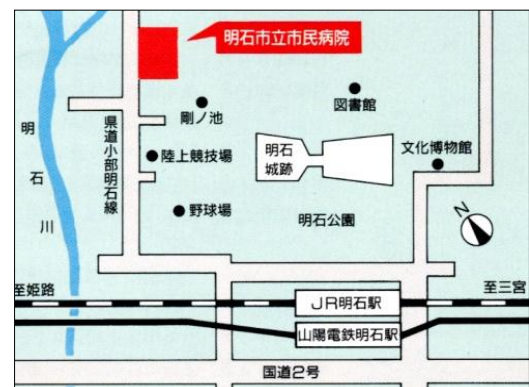 明石市立市民病院
図書館
剛ノ池
明石川
県道小部明石線
陸上競技場
明石
城跡
文化博物館
野球場
明石公園
N
至姫路
至三宮
JR明石駅
山陽電鉄明石駅
国道2号